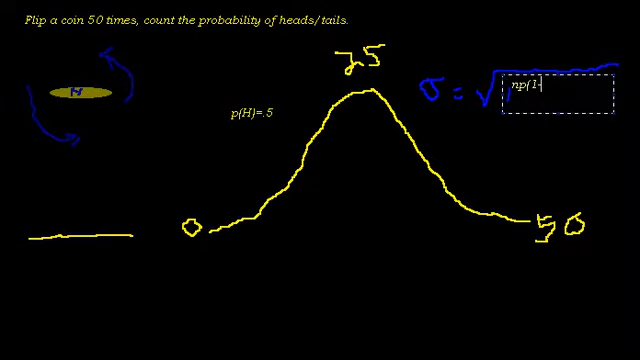 Flip a coin 50 times, count the probability of heads/tails.
25
σ = √
np(1-
H
p(H)=.5
0
50